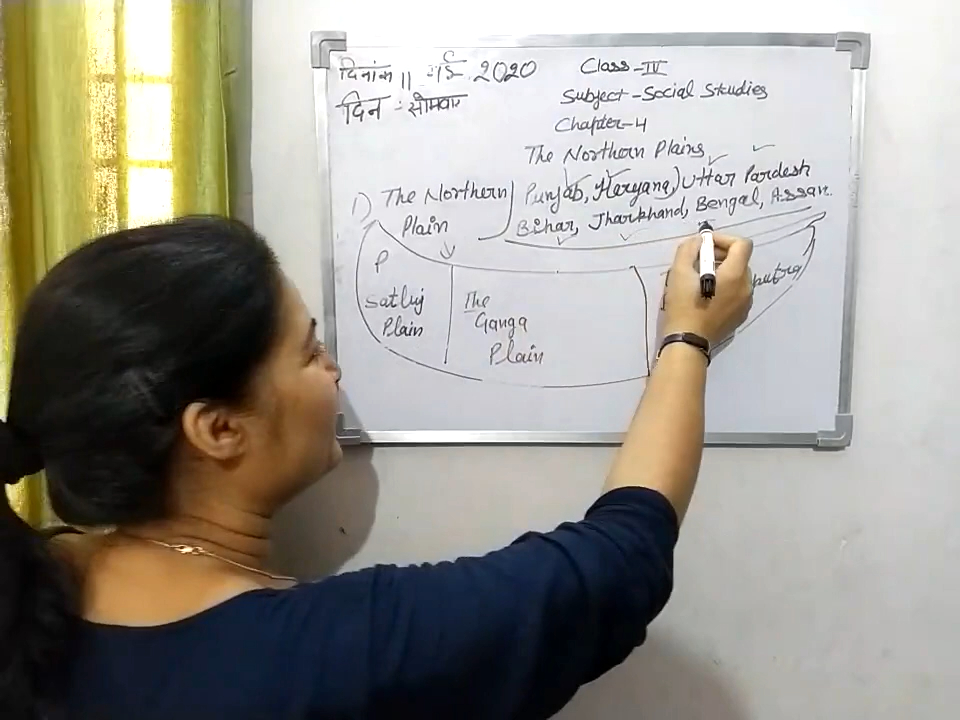 दिनांक 11 मई 2020
दिन : सोमवार
Class-IV
Subject-Social Studies
Chapter-4
The Northern Plains
1) The Northern Plain
Punjab, Haryana, Uttar Pardesh
Bihar, Jharkhand, Bengal, Assam
P
Satluj
Plain
The
Ganga
Plain